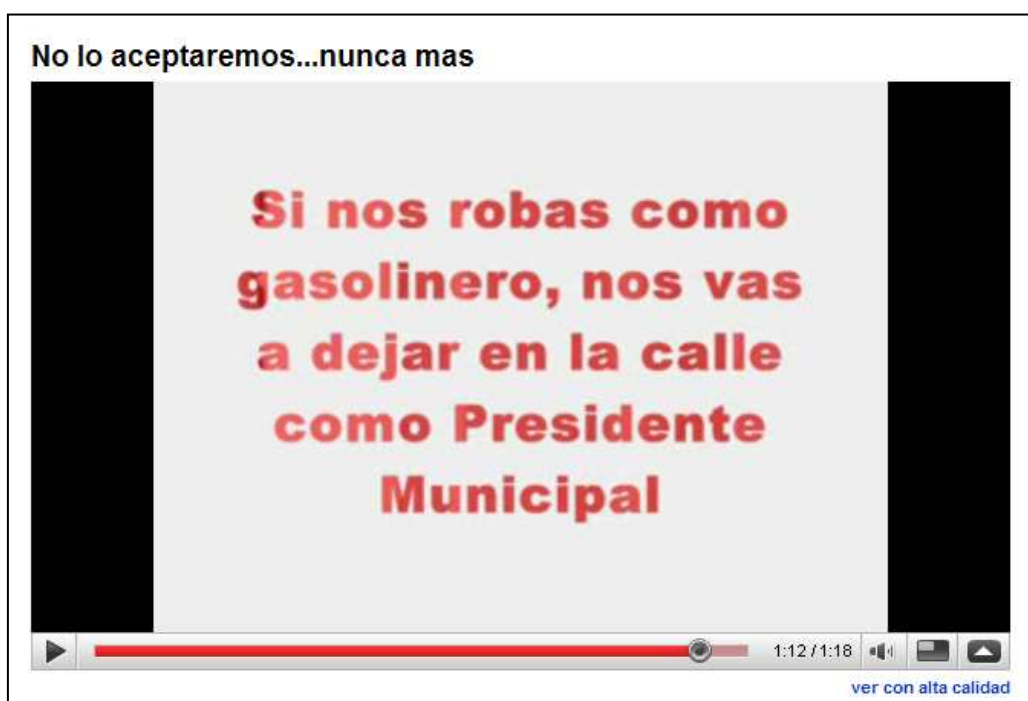 No lo aceptaremos...nunca mas
Si nos robas como
gasolinero, nos vas
a dejar en la calle
como Presidente
Municipal
1:12 / 1:18
ver con alta calidad